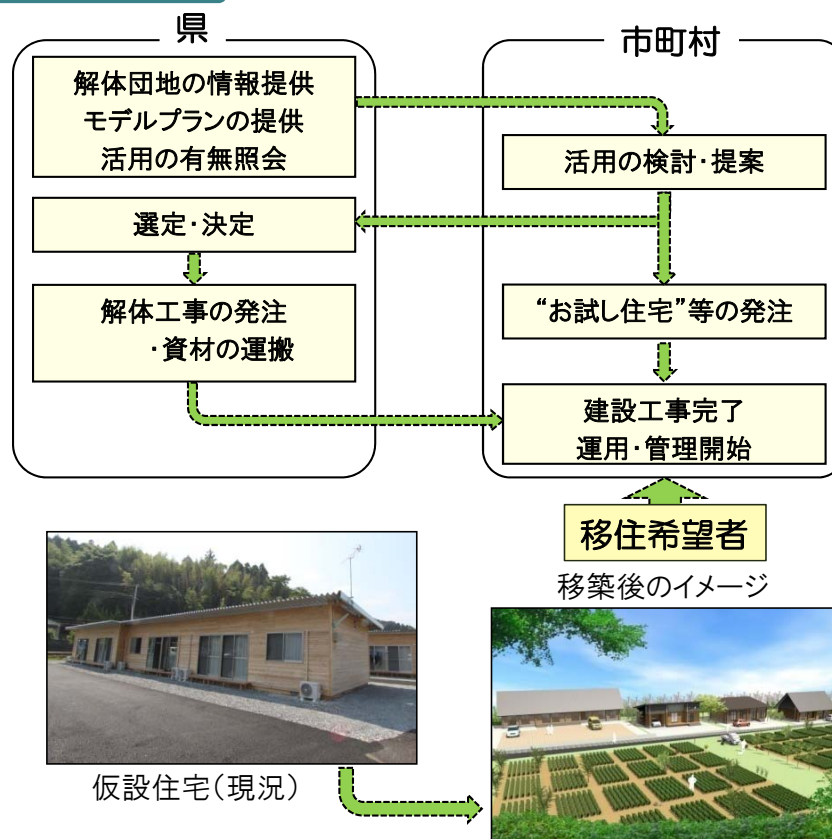 県
解体団地の情報提供
モデルプランの提供
活用の有無照会
選定・決定
解体工事の発注
・資材の運搬
市町村
活用の検討・提案
“お試し住宅”等の発注
建設工事完了
運用・管理開始
移住希望者
移築後のイメージ
仮設住宅（現況）